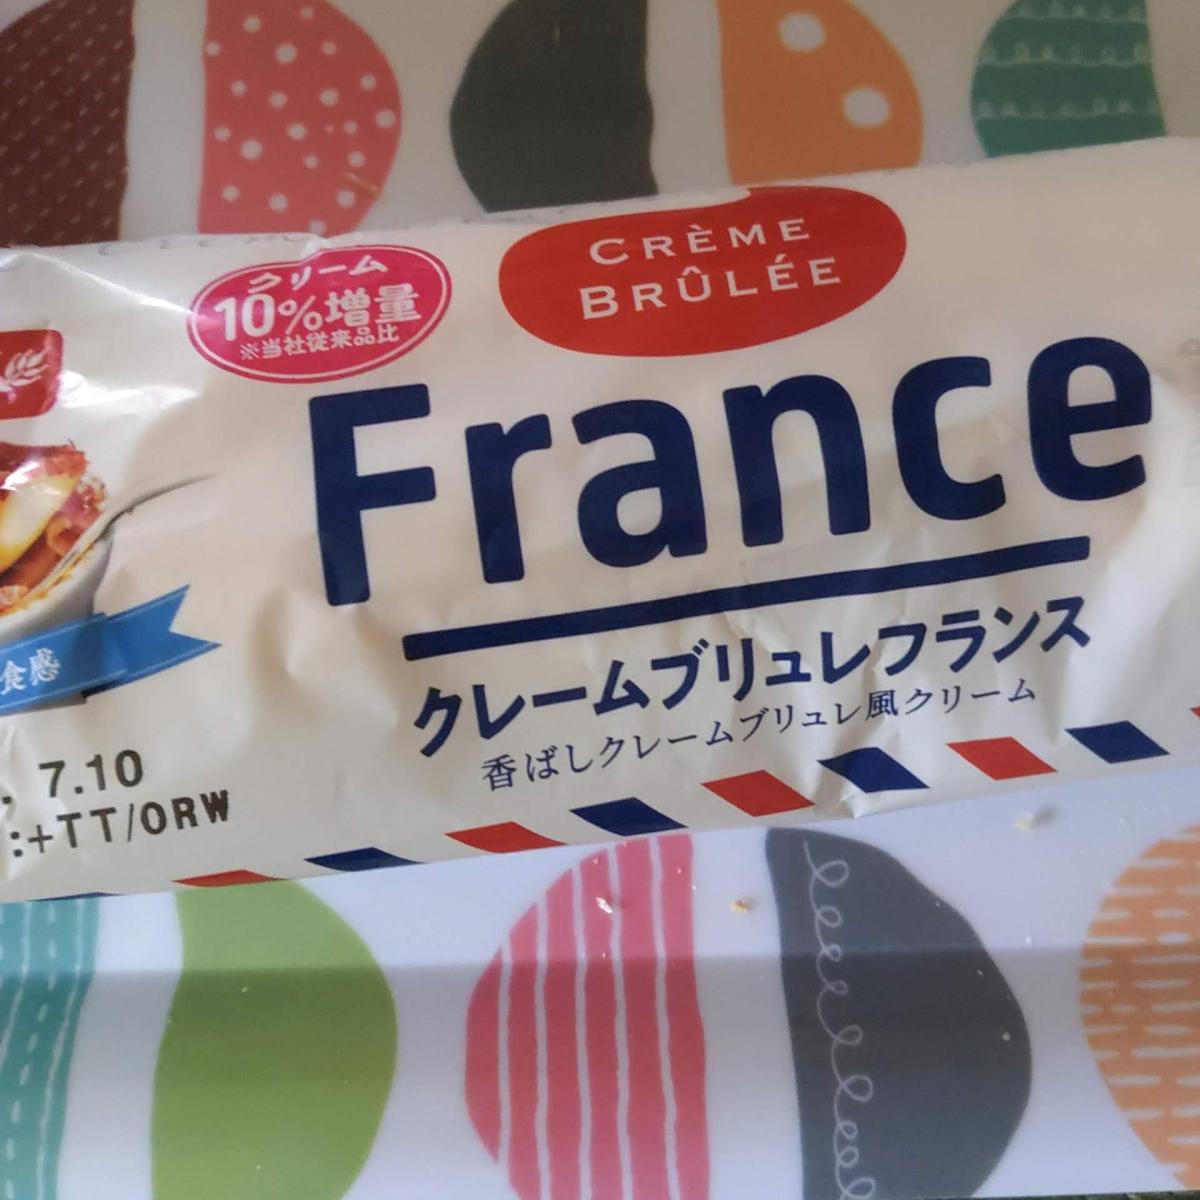 クリーム
10%増量
※当社従来品比
CRÈME
BRÛLÉE
France
クレームブリュレフランス
香ばしクレームブリュレ風クリーム
食感
. 7.10
:+TT/ORW